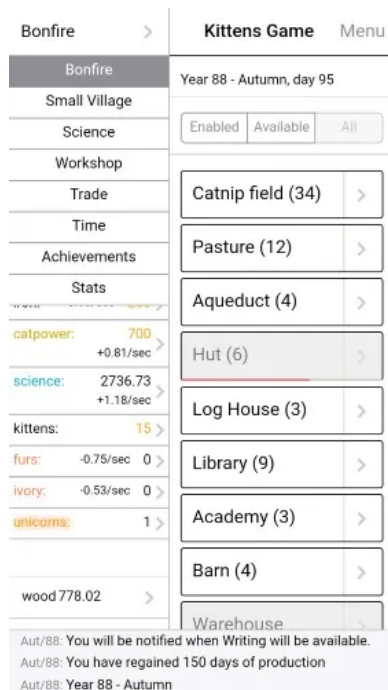 Bonfire
Kittens Game
Menu
Bonfire
Small Village
Science
Workshop
Trade
Time
Achievements
Stats
catpower: 700
+0.81/sec
science: 2736.73
+1.18/sec
kittens: 15
furs: -0.75/sec 0
ivory: -0.53/sec 0
unicorns: 1
wood 778.02
Year 88 - Autumn, day 95
Enabled
Available
All
Catnip field (34)
Pasture (12)
Aqueduct (4)
Hut (6)
Log House (3)
Library (9)
Academy (3)
Barn (4)
Warehouse
Aut/88: You will be notified when Writing will be available.
Aut/88: You have regained 150 days of production
Aut/88: Year 88 - Autumn